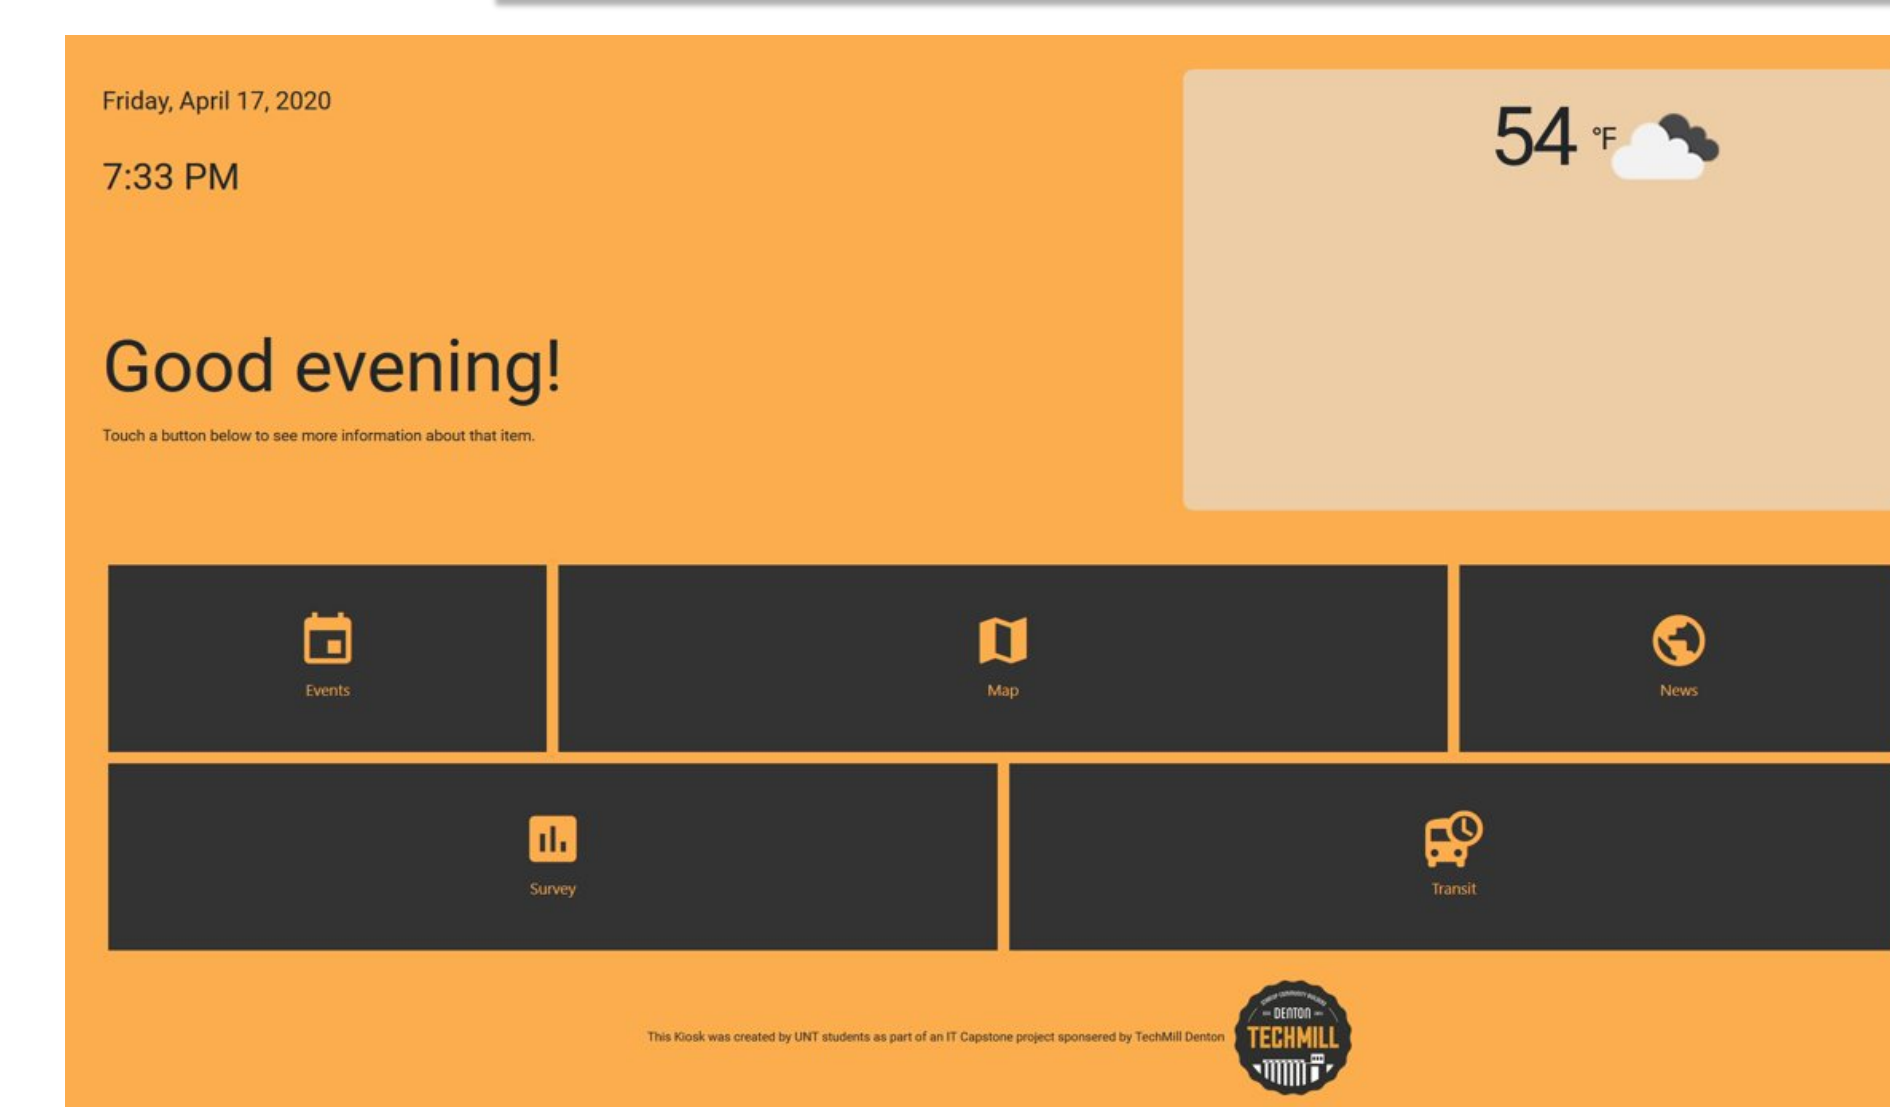 Friday, April 17, 2020
7:33 PM
54 °F
Good evening!
Touch a button below to see more information about that item.
Events
Map
News
Survey
Transit
This Kiosk was created by UNT students as part of an IT Capstone project sponsered by TechMill Denton
DENTON
TECHMILL